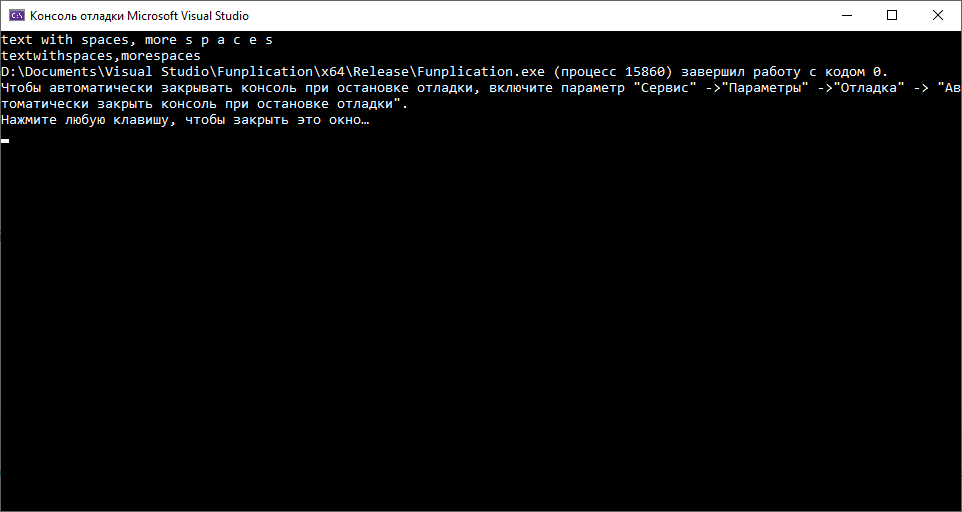 Консоль отладки Microsoft Visual Studio
text with spaces, more s p a c e s
textwithspaces,morespaces
D:\Documents\Visual Studio\Funplication\x64\Release\Funplication.exe (процесс 15860) завершил работу с кодом 0.
Чтобы автоматически закрывать консоль при остановке отладки, включите параметр "Сервис" ->"Параметры" ->"Отладка" -> "Ав
томатически закрыть консоль при остановке отладки".
Нажмите любую клавишу, чтобы закрыть это окно…